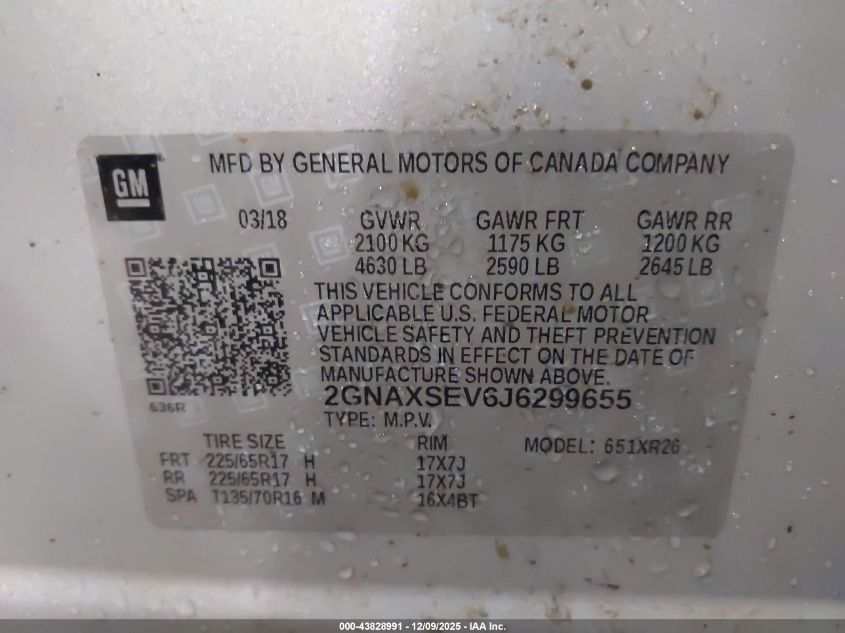 GM
MFD BY GENERAL MOTORS OF CANADA COMPANY
03/18 GVWR GAWR FRT GAWR RR
2100 KG 1175 KG 1200 KG
4630 LB 2590 LB 2645 LB
THIS VEHICLE CONFORMS TO ALL
APPLICABLE U.S. FEDERAL MOTOR
VEHICLE SAFETY AND THEFT PREVENTION
STANDARDS IN EFFECT ON THE DATE OF
MANUFACTURE SHOWN ABOVE.
2GNAXSEV6J6299655
636R
TYPE: M.P.V.
TIRE SIZE RIM MODEL: 651XR26
FRT 225/65R17 H 17X7J
RR 225/65R17 H 17X7J
SPA T135/70R16 M 16X4BT
000-43828991 - 12/09/2025 - IAA Inc.